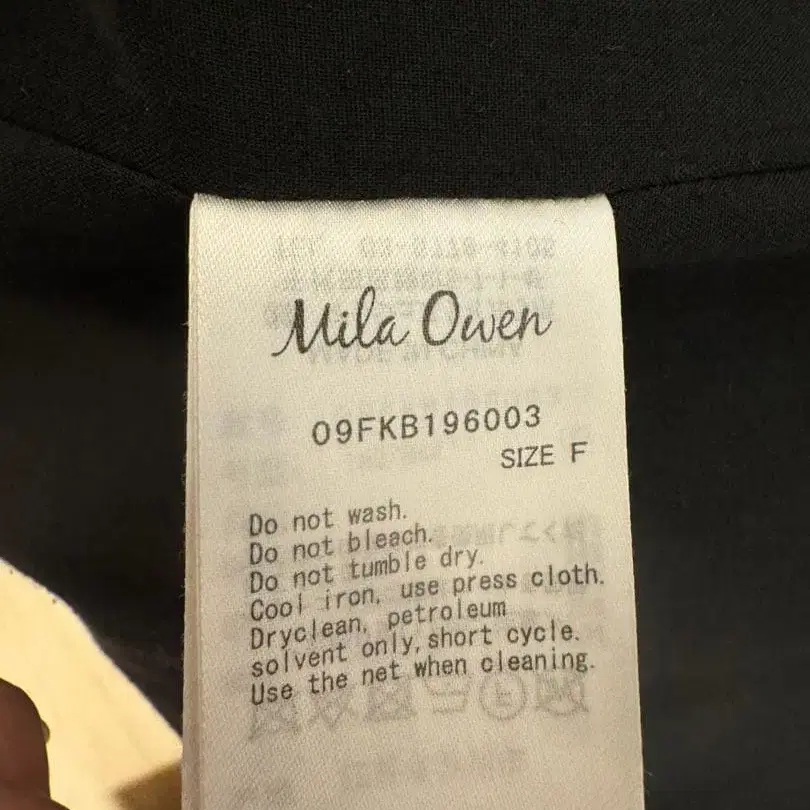 Mila Owen
09FKB196003
SIZE F
Do not wash.
Do not bleach.
Do not tumble dry.
Cool iron, use press cloth.
Dryclean, petroleum
solvent only, short cycle.
Use the net when cleaning.